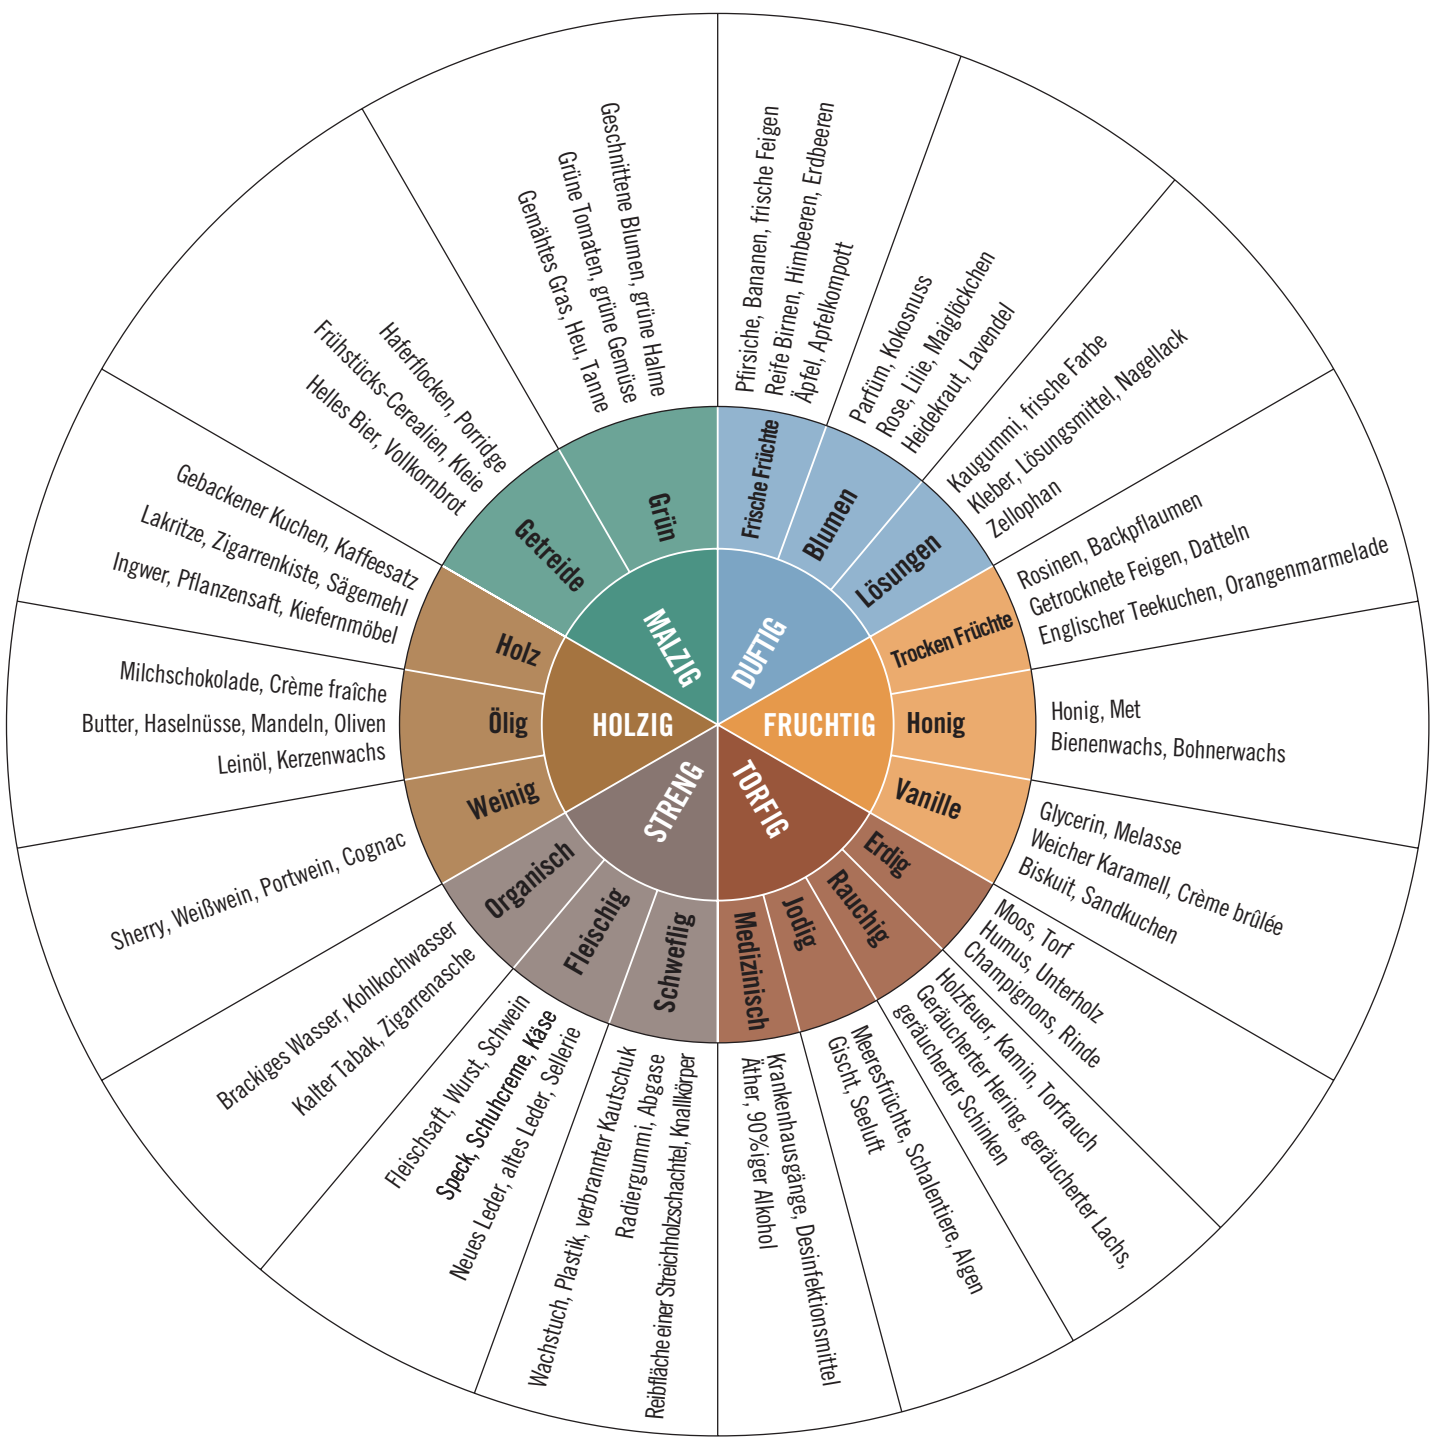 MALZIG
DUFTIG
FRUCHTIG
TORFIG
STRENG
HOLZIG
Frische Früchte
Pfirsiche, Bananen, frische Feigen
Reife Birnen, Himbeeren, Erdbeeren
Äpfel, Apfelkompott
Blumen
Parfüm, Kokosnuss
Rose, Lilie, Maiglöckchen
Heidekraut, Lavendel
Lösungen
Kaugummi, frische Farbe
Kleber, Lösungsmittel, Nagellack
Zellophan
Trocken Früchte
Rosinen, Backpflaumen
Getrocknete Feigen, Datteln
Englischer Teekuchen, Orangenmarmelade
Honig
Honig, Met
Bienenwachs, Bohnerwachs
Vanille
Glycerin, Melasse
Weicher Karamell, Crème brûlée
Biskuit, Sandkuchen
Erdig
Moos, Torf
Humus, Unterholz
Champignons, Rinde
Rauchig
Holzfeuer, Kamin, Torfrauch
Geräucherter Hering, geräucherter Lachs,
geräucherter Schinken
Jodig
Meeresfrüchte, Schalentiere, Algen
Gischt, Seeluft
Medizinisch
Krankenhausgänge, Desinfektionsmittel
Äther, 90%iger Alkohol
Schweflig
Wachstuch, Plastik, verbrannter Kautschuk
Radiergummi, Abgase
Reibfläche einer Streichholzschachtel, Knallkörper
Fleischig
Fleischsaft, Wurst, Schwein
Speck, Schuhcreme, Käse
Neues Leder, altes Leder, Sellerie
Organisch
Brackiges Wasser, Kohlkochwasser
Kalter Tabak, Zigarrenasche
Weinig
Sherry, Weißwein, Portwein, Cognac
Ölig
Milchschokolade, Crème fraîche
Butter, Haselnüsse, Mandeln, Oliven
Leinöl, Kerzenwachs
Holz
Gebackener Kuchen, Kaffeesatz
Lakritze, Zigarrenkiste, Sägemehl
Ingwer, Pflanzensaft, Kiefernmöbel
Getreide
Haferflocken, Porridge
Frühstücks-Cerealien, Kleie
Helles Bier, Vollkornbrot
Grün
Geschnittene Blumen, grüne Halme
Grüne Tomaten, grüne Gemüse
Gemähtes Gras, Heu, Tanne